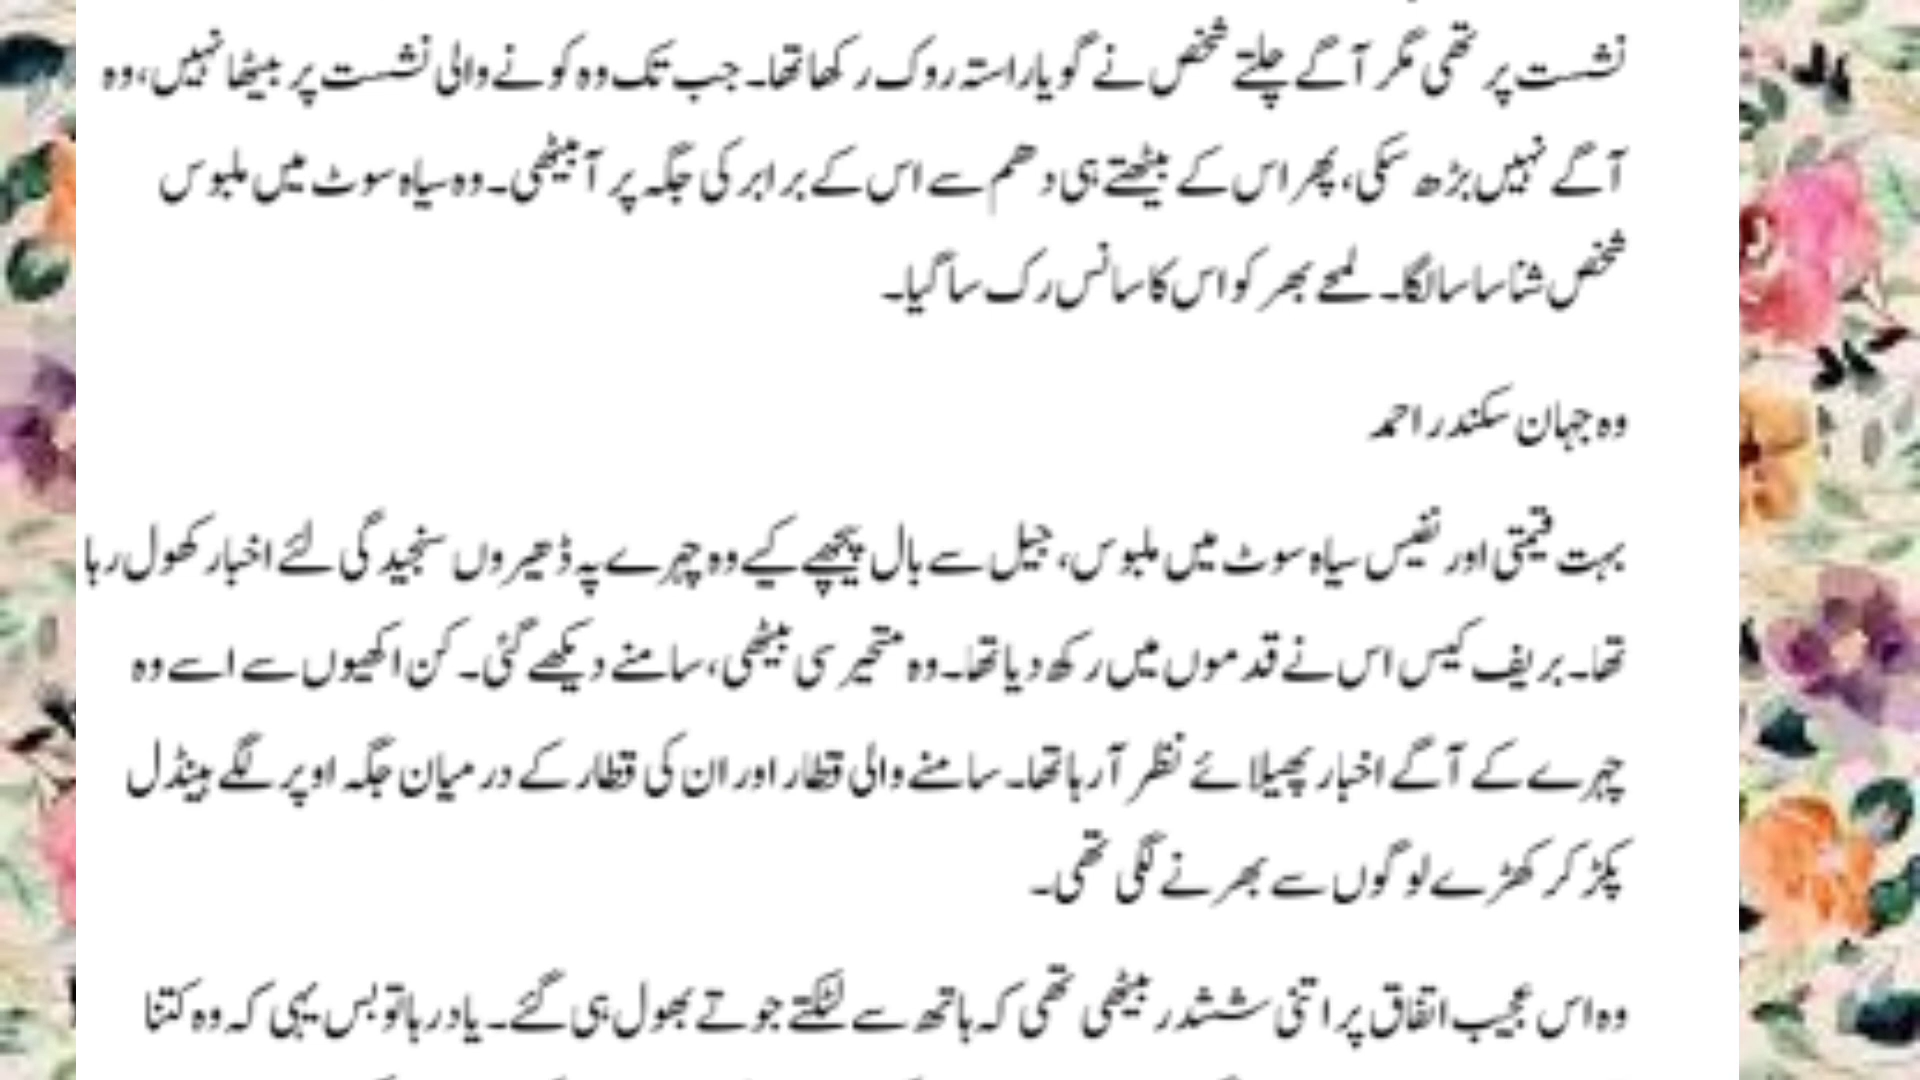 نشست پر تھی مگر آگے چلتے شخص نے گویا راستہ روک رکھا تھا۔ جب تک وہ کونے والی نشست پر بیٹھا نہیں، وہ
آگے نہیں بڑھ سکی، پھر اس کے بیٹھتے ہی دھم سے اس کے برابر کی جگہ پر آ بیٹھی۔ وہ سیاہ سوٹ میں ملبوس
شخص شناسا سا لگا۔ لمحے بھر کو اس کا سانس رک سا گیا۔
وہ جہان سکندر احمد
بہت قیمتی اور نفیس سیاہ سوٹ میں ملبوس، جیل سے بال پیچھے کیے وہ چہرے پہ ڈھیروں سنجیدگی لئے اخبار کھول رہا
تھا۔ بریف کیس اس نے قدموں میں رکھ دیا تھا۔ وہ متحیر سی بیٹھی، سامنے دیکھے گئی۔ کن اکھیوں سے اسے وہ
چہرے کے آگے اخبار پھیلائے نظر آ رہا تھا۔ سامنے والی قطار اور ان کی قطار کے درمیان جگہ اوپر لگے ہینڈل
پکڑ کر کھڑے لوگوں سے بھرنے لگی تھی۔
وہ اس عجیب اتفاق پر اتنی ششدر بیٹھی تھی کہ ہاتھ سے لٹکتے جوتے بھول ہی گئے۔ یاد رہا تو بس یہی کہ وہ کتنا